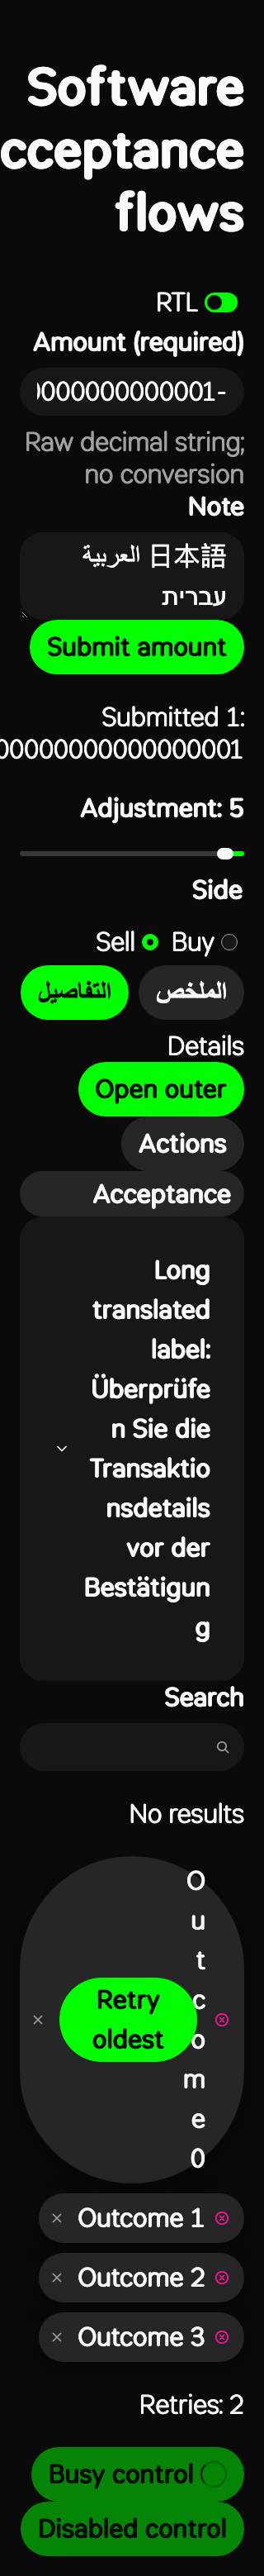 Software
cceptance
flows
RTL
Amount (required)
0000000000001-
Raw decimal string;
no conversion
Note
日本語 العربية
עברית
Submit amount
Submitted 1:
00000000000000001
Adjustment: 5
Side
Sell
Buy
الملخص
التفاصيل
Details
Open outer
Actions
Acceptance
Long
translated
label:
Überprüfe
n Sie die
Transaktio
nsdetails
vor der
Bestätigun
g
Search
No results
Outcome 0
Retry
oldest
Outcome 1
Outcome 2
Outcome 3
Retries: 2
Busy control
Disabled control